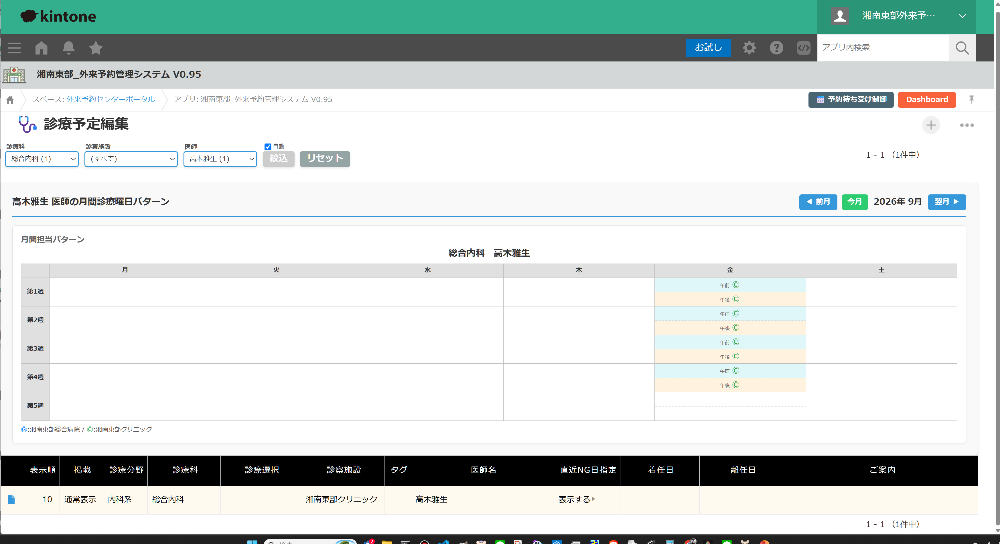 kintone
湘南東部外来予…
お試し
アプリ内検索
湘南東部_外来予約管理システム V0.95
スペース: 外来予約センターポータル
アプリ: 湘南東部_外来予約管理システム V0.95
予約待ち受け制御
Dashboard
診療予定編集
診療科 診察施設 医師 自動
総合内科 (1) (すべて) 高木雅生 (1) 絞込 リセット
1 - 1 （1件中）
高木雅生 医師の月間診療曜日パターン
◀ 前月 今月 2026年 9月 翌月 ▶
月間担当パターン
総合内科　高木雅生
月 火 水 木 金 土
第1週
午前 Ⓒ
午後 Ⓒ
第2週
午前 Ⓒ
午後 Ⓒ
第3週
午前 Ⓒ
午後 Ⓒ
第4週
午前 Ⓒ
午後 Ⓒ
第5週
Ⓖ:湘南東部総合病院 / Ⓒ:湘南東部クリニック
表示順 掲載 診療分野 診療科 診療選択 診察施設 タグ 医師名 直近NG日指定 着任日 離任日 ご案内
10 通常表示 内科系 総合内科 湘南東部クリニック 高木雅生 表示する
1 - 1 （1件中）
2